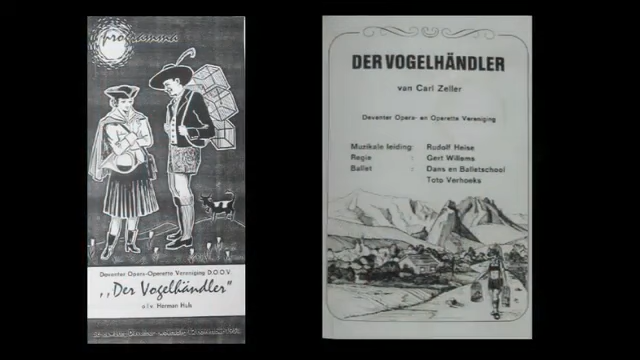 programma
Deventer Opera-Operette Vereniging D.O.O.V.
,,Der Vogelhändler"
o.l.v. Herman Huls
DER VOGELHÄNDLER
van Carl Zeller
Deventer Opera- en Operette Vereniging
Muzikale leiding: Rudolf Heise
Regie : Gert Willems
Ballet : Dans en Balletschool
Toto Verhoeks